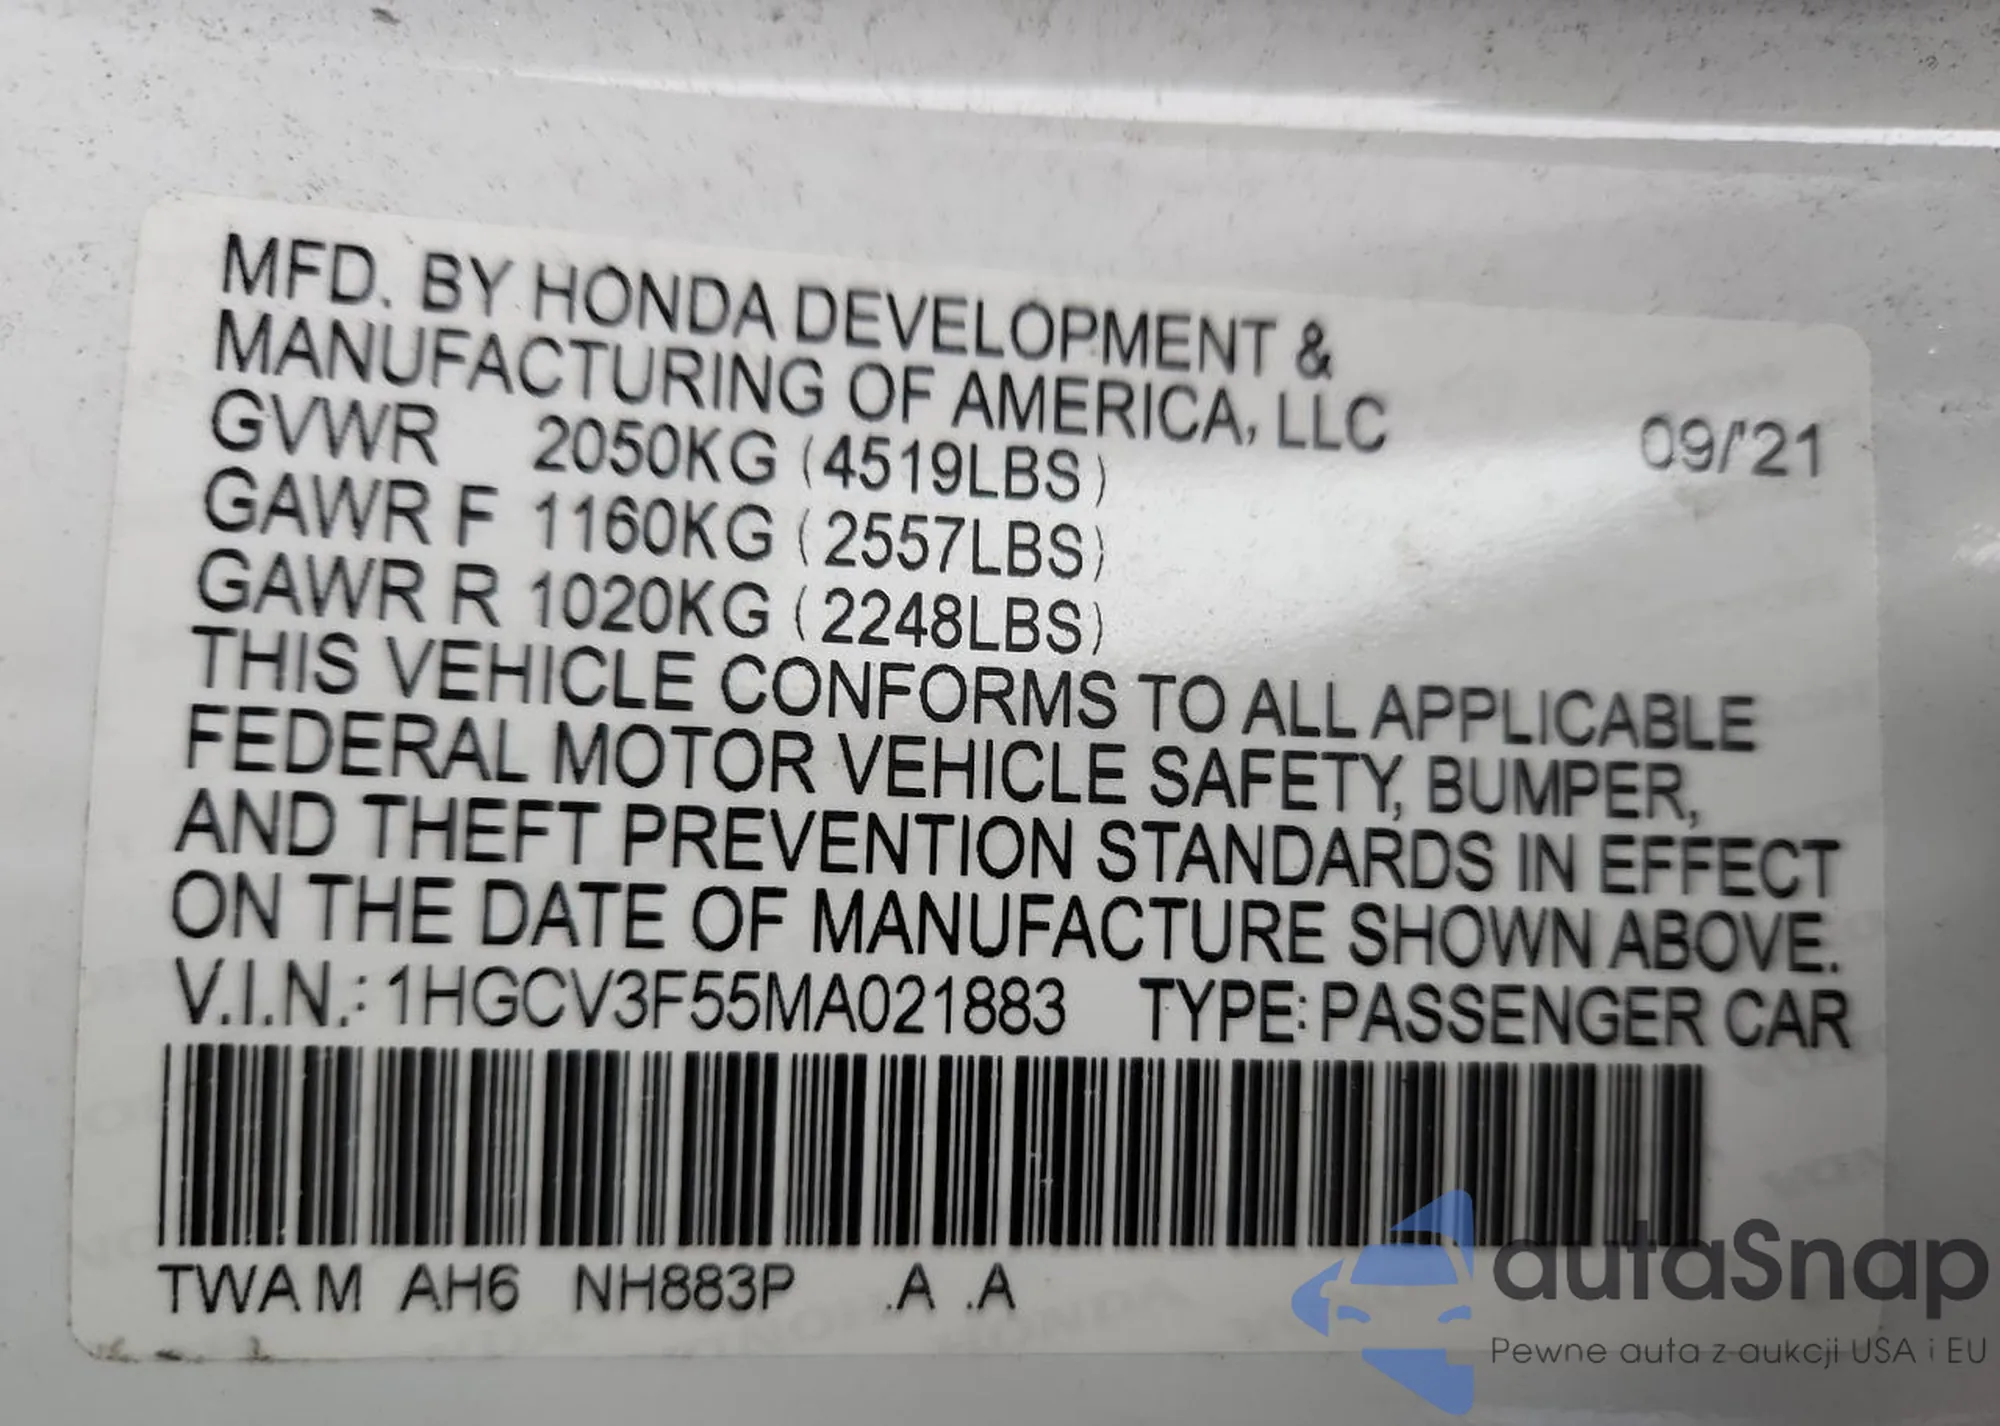 MFD. BY HONDA DEVELOPMENT &
MANUFACTURING OF AMERICA, LLC
09/'21
GVWR 2050KG (4519LBS)
GAWR F 1160KG (2557LBS)
GAWR R 1020KG (2248LBS)
THIS VEHICLE CONFORMS TO ALL APPLICABLE
FEDERAL MOTOR VEHICLE SAFETY, BUMPER,
AND THEFT PREVENTION STANDARDS IN EFFECT
ON THE DATE OF MANUFACTURE SHOWN ABOVE.
V.I.N.: 1HGCV3F55MA021883 TYPE: PASSENGER CAR
TWAM AH6 NH883P .A .A
autaSnap
Pewne auta z aukcji USA i EU